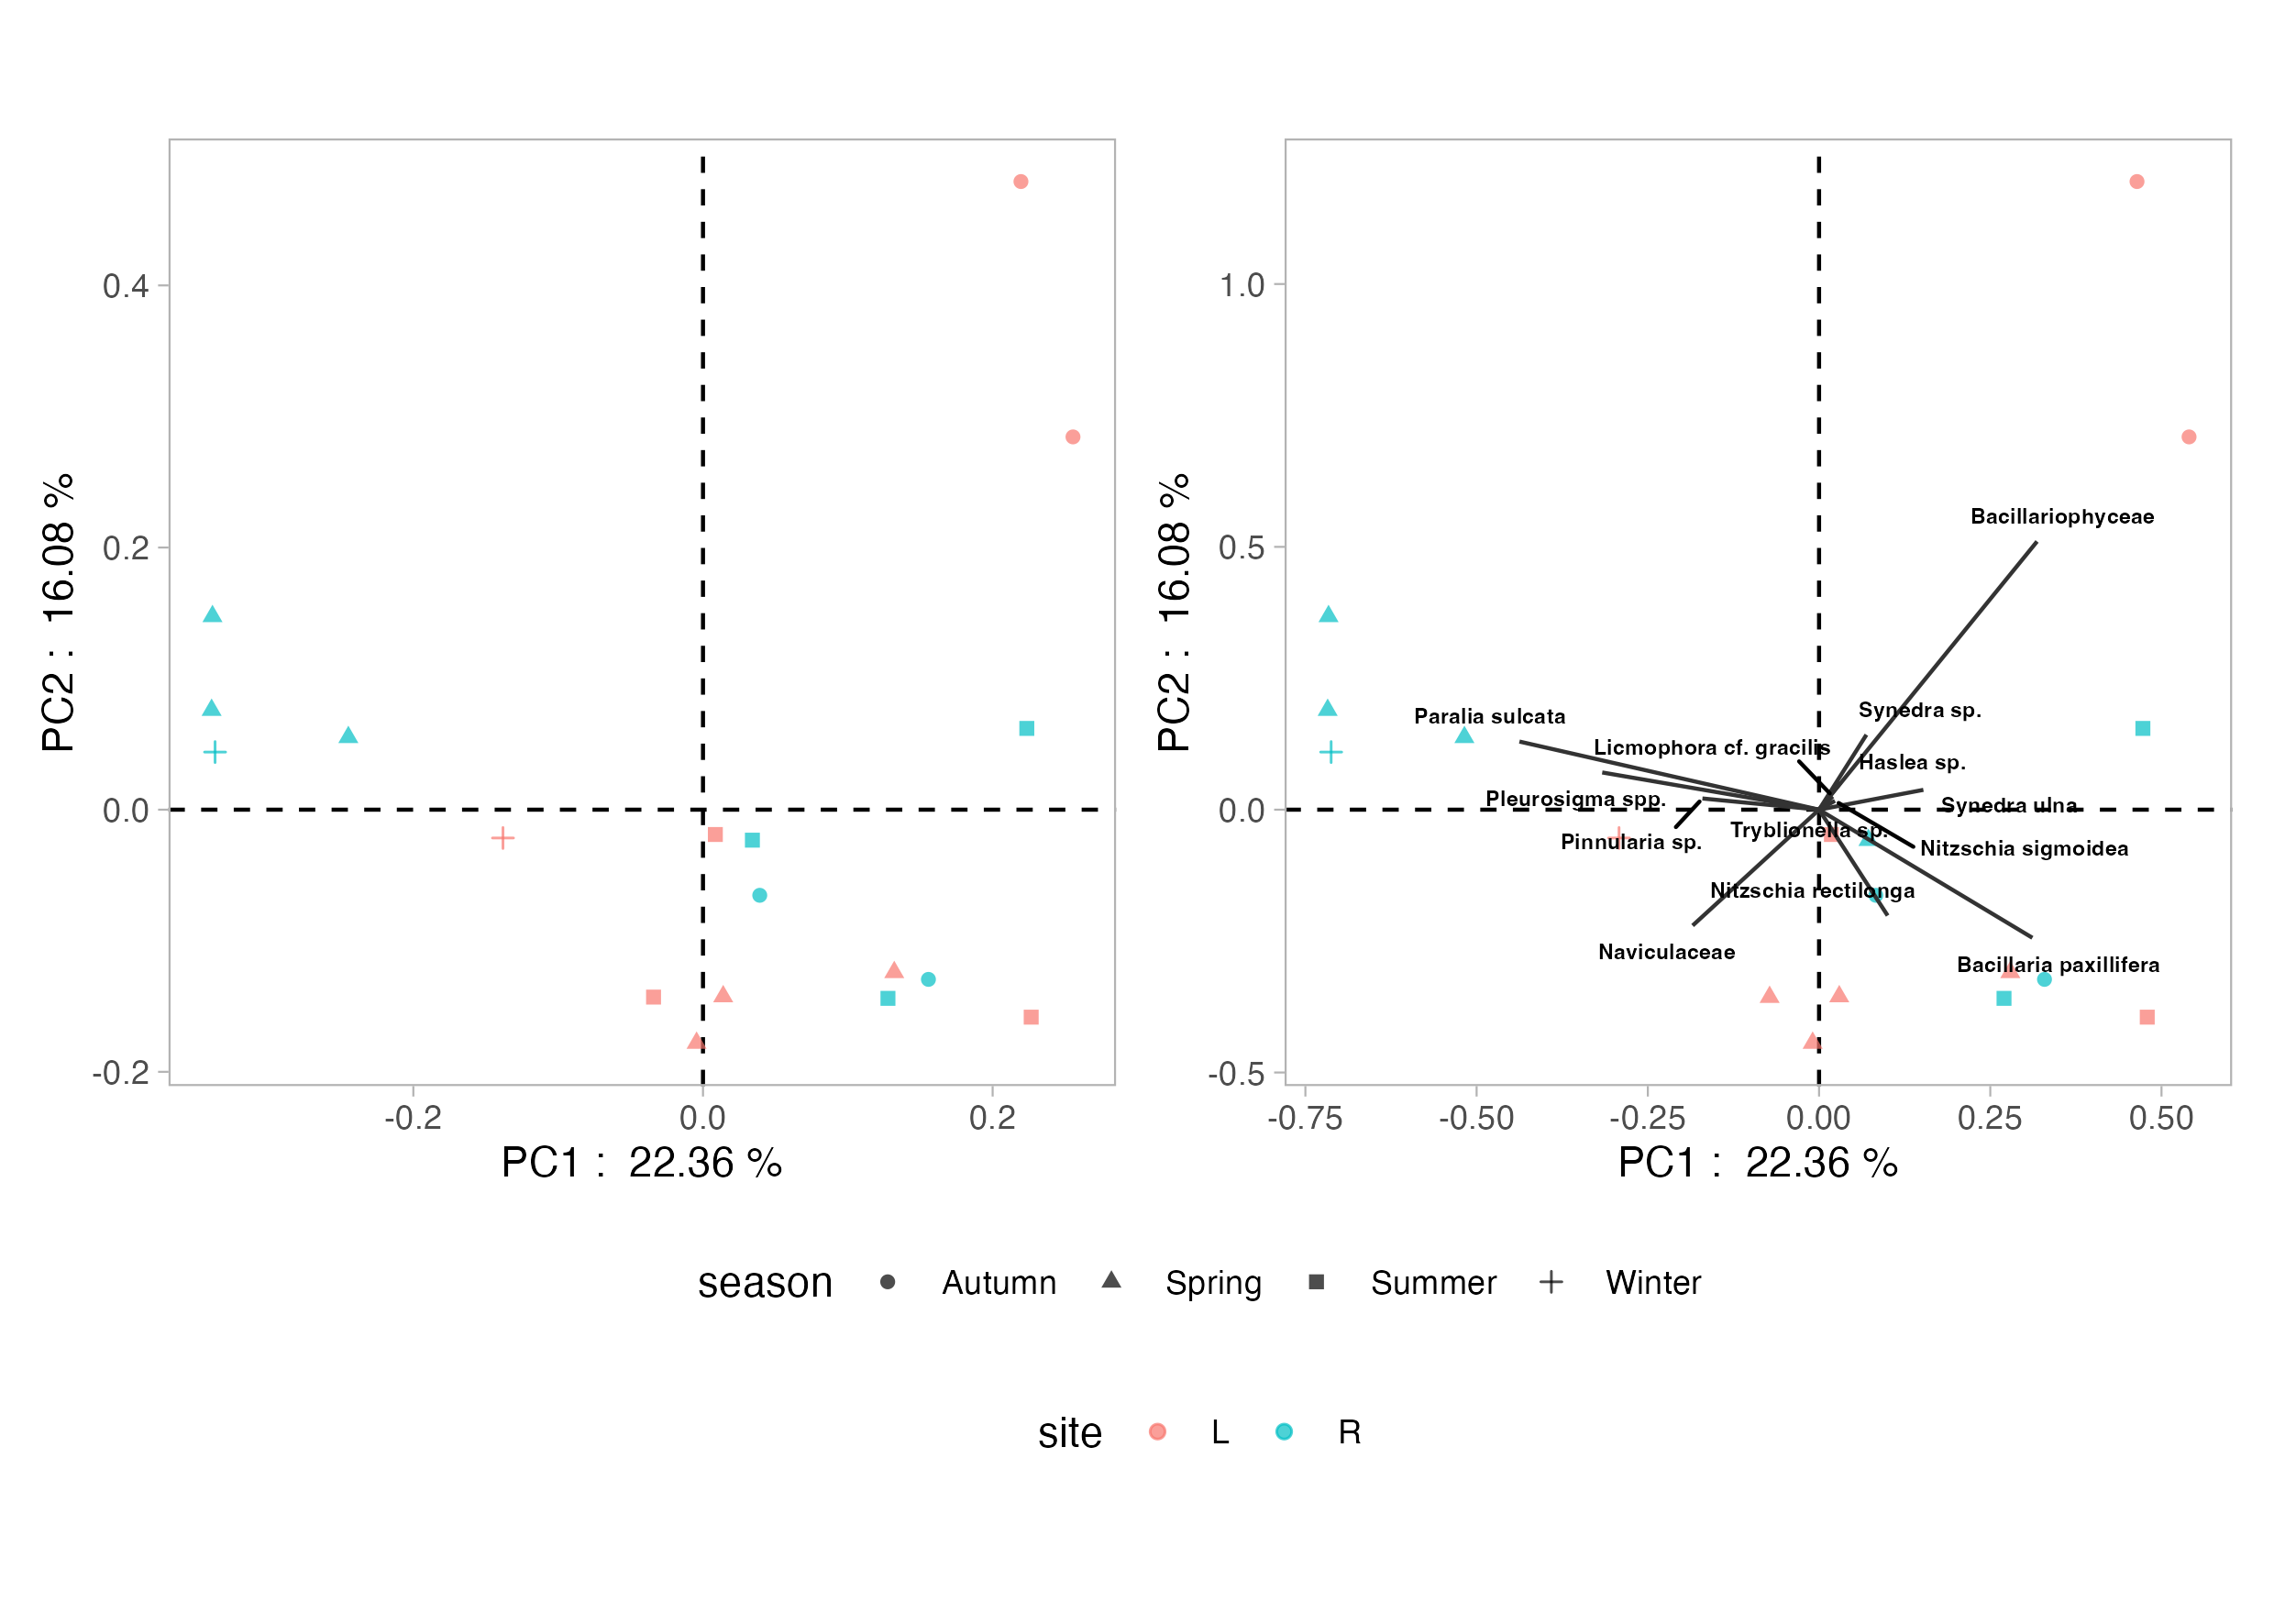 0.4
0.2
0.0
-0.2
PC2 :  16.08 %
-0.2
0.0
0.2
PC1 :  22.36 %
1.0
0.5
0.0
-0.5
PC2 :  16.08 %
Bacillariophyceae
Synedra sp.
Paralia sulcata
Licmophora cf. gracilis
Haslea sp.
Pleurosigma spp.
Synedra ulna
Tryblionella sp.
Pinnularia sp.
Nitzschia sigmoidea
Nitzschia rectilonga
Naviculaceae
Bacillaria paxillifera
-0.75
-0.50
-0.25
0.00
0.25
0.50
PC1 :  22.36 %
season Autumn Spring Summer Winter
site L R